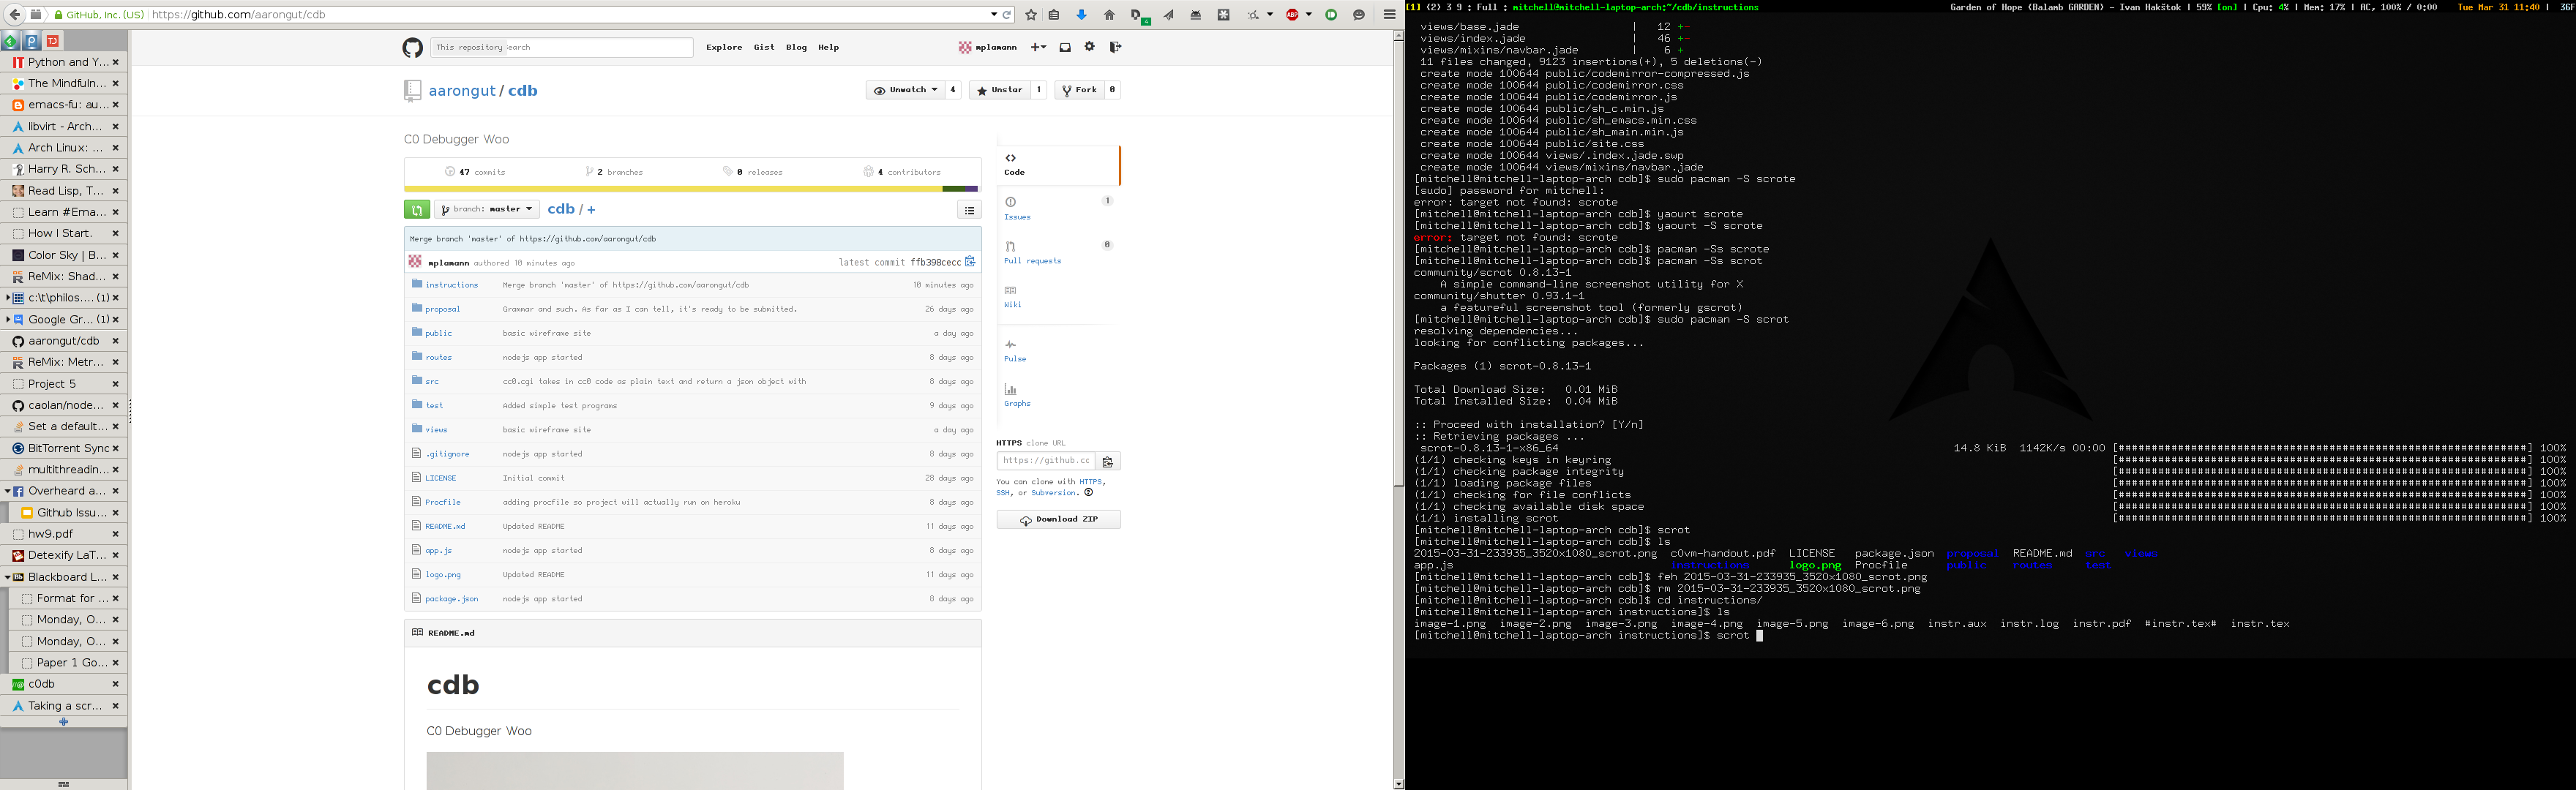 GitHub, Inc. (US)
https://github.com/aarongut/cdb
Python and Y...
The Mindfuln...
emacs-fu: au...
libvirt - Arch...
Arch Linux: ...
Harry R. Sch...
Read Lisp, T...
Learn #Ema...
How I Start.
Color Sky | B...
ReMix: Shad...
c:\t\philos.... (1)
Google Gr... (1)
aarongut/cdb
ReMix: Metr...
Project 5
caolan/node...
Set a default...
BitTorrent Sync
multithreadin...
Overheard a...
Github Issu...
hw9.pdf
Detexify LaT...
Blackboard L...
Format for ...
Monday, O...
Monday, O...
Paper 1 Go...
c0db
Taking a scr...
This repository
Explore Gist Blog Help
mplamann
aarongut / cdb
Unwatch 4
Unstar 1
Fork 0
C0 Debugger Woo
47 commits
2 branches
0 releases
4 contributors
branch: master
cdb / +
Merge branch 'master' of https://github.com/aarongut/cdb
mplamann authored 10 minutes ago
latest commit ffb398cecc
instructions Merge branch 'master' of https://github.com/aarongut/cdb 10 minutes ago
proposal Grammar and such. As far as I can tell, it's ready to be submitted. 26 days ago
public basic wireframe site a day ago
routes nodejs app started 8 days ago
src cc0.cgi takes in cc0 code as plain text and return a json object with 8 days ago
test Added simple test programs 9 days ago
views basic wireframe site a day ago
.gitignore nodejs app started 8 days ago
LICENSE Initial commit 28 days ago
Procfile adding procfile so project will actually run on heroku 8 days ago
README.md Updated README 11 days ago
app.js nodejs app started 8 days ago
logo.png Updated README 11 days ago
package.json nodejs app started 8 days ago
README.md
cdb
C0 Debugger Woo
Code
Issues 1
Pull requests 0
Wiki
Pulse
Graphs
HTTPS clone URL
https://github.cc
You can clone with HTTPS,
SSH, or Subversion.
Download ZIP
[1] (2) 3 9 : Full : mitchell@mitchell-laptop-arch:~/cdb/instructions
Garden of Hope (Balamb GARDEN) - Ivan Hakštok | 59% [on] | Cpu: 4% | Mem: 17% | AC, 100% / 0:00 Tue Mar 31 11:40 | 36F
views/base.jade | 12 +-
views/index.jade | 46 +-
views/mixins/navbar.jade | 6 +
11 files changed, 9123 insertions(+), 5 deletions(-)
create mode 100644 public/codemirror-compressed.js
create mode 100644 public/codemirror.css
create mode 100644 public/codemirror.js
create mode 100644 public/sh_c.min.js
create mode 100644 public/sh_emacs.min.css
create mode 100644 public/sh_main.min.js
create mode 100644 public/site.css
create mode 100644 views/.index.jade.swp
create mode 100644 views/mixins/navbar.jade
[mitchell@mitchell-laptop-arch cdb]$ sudo pacman -S scrote
[sudo] password for mitchell:
error: target not found: scrote
[mitchell@mitchell-laptop-arch cdb]$ yaourt scrote
[mitchell@mitchell-laptop-arch cdb]$ yaourt -S scrote
error: target not found: scrote
[mitchell@mitchell-laptop-arch cdb]$ pacman -Ss scrote
[mitchell@mitchell-laptop-arch cdb]$ pacman -Ss scrot
community/scrot 0.8.13-1
A simple command-line screenshot utility for X
community/shutter 0.93.1-1
a featureful screenshot tool (formerly gscrot)
[mitchell@mitchell-laptop-arch cdb]$ sudo pacman -S scrot
resolving dependencies...
looking for conflicting packages...
Packages (1) scrot-0.8.13-1
Total Download Size: 0.01 MiB
Total Installed Size: 0.04 MiB
:: Proceed with installation? [Y/n]
:: Retrieving packages ...
scrot-0.8.13-1-x86_64 14.8 KiB 1142K/s 00:00 100%
(1/1) checking keys in keyring 100%
(1/1) checking package integrity 100%
(1/1) loading package files 100%
(1/1) checking for file conflicts 100%
(1/1) checking available disk space 100%
(1/1) installing scrot 100%
[mitchell@mitchell-laptop-arch cdb]$ scrot
[mitchell@mitchell-laptop-arch cdb]$ ls
2015-03-31-233935_3520x1080_scrot.png c0vm-handout.pdf LICENSE package.json proposal README.md src views
app.js instructions logo.png Procfile public routes test
[mitchell@mitchell-laptop-arch cdb]$ feh 2015-03-31-233935_3520x1080_scrot.png
[mitchell@mitchell-laptop-arch cdb]$ rm 2015-03-31-233935_3520x1080_scrot.png
[mitchell@mitchell-laptop-arch cdb]$ cd instructions/
[mitchell@mitchell-laptop-arch instructions]$ ls
image-1.png image-2.png image-3.png image-4.png image-5.png image-6.png instr.aux instr.log instr.pdf #instr.tex# instr.tex
[mitchell@mitchell-laptop-arch instructions]$ scrot